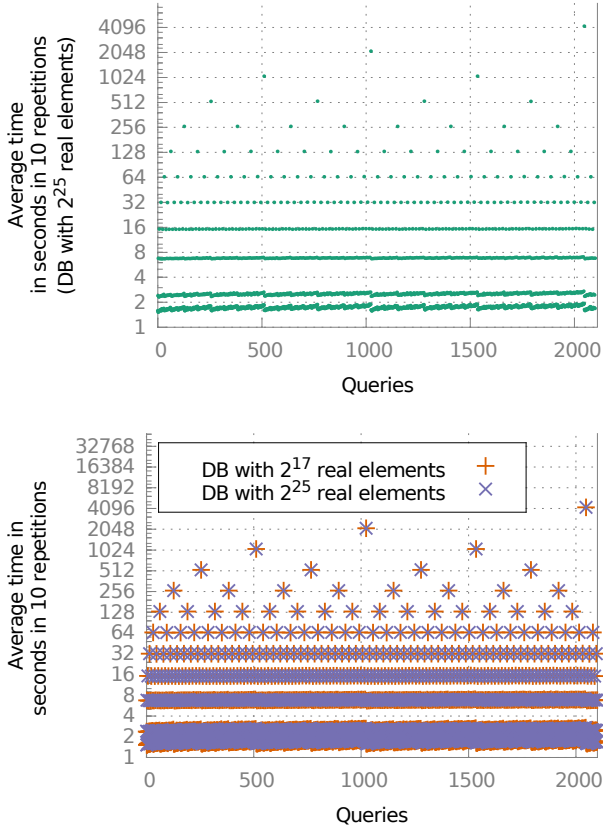 Average time
in seconds in 10 repetitions
(DB with 2^25 real elements)
4096
2048
1024
512
256
128
64
32
16
8
4
2
1
0 500 1000 1500 2000
Queries
Average time in
seconds in 10 repetitions
32768
16384
8192
4096
2048
1024
512
256
128
64
32
16
8
4
2
1
DB with 2^17 real elements
DB with 2^25 real elements
0 500 1000 1500 2000
Queries